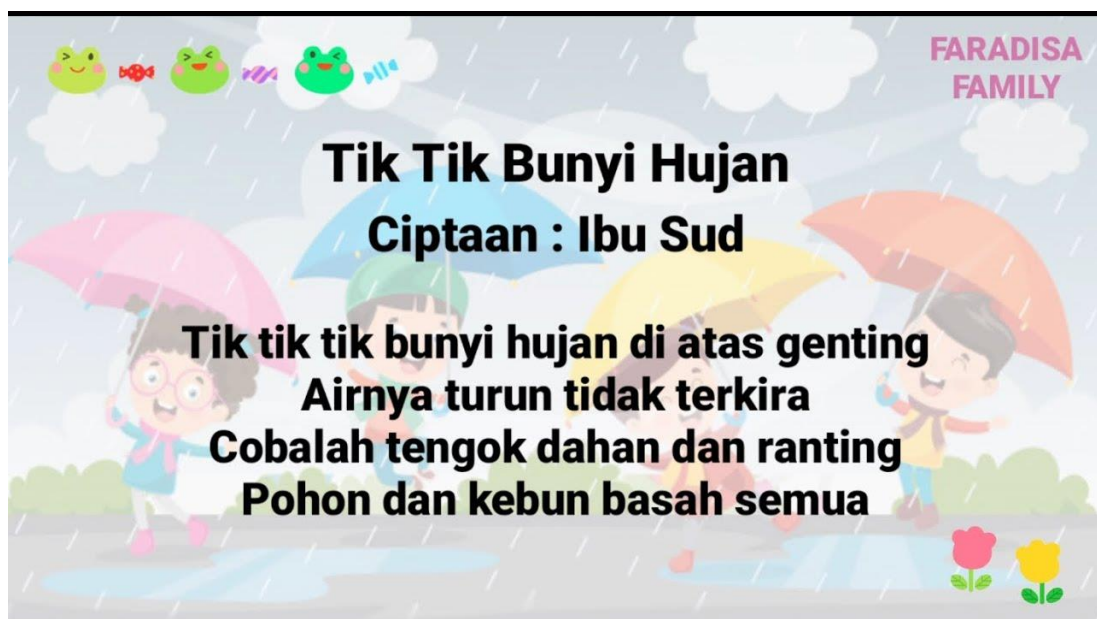 FARADISA
FAMILY
Tik Tik Bunyi Hujan
Ciptaan : Ibu Sud
Tik tik tik bunyi hujan di atas genting
Airnya turun tidak terkira
Cobalah tengok dahan dan ranting
Pohon dan kebun basah semua